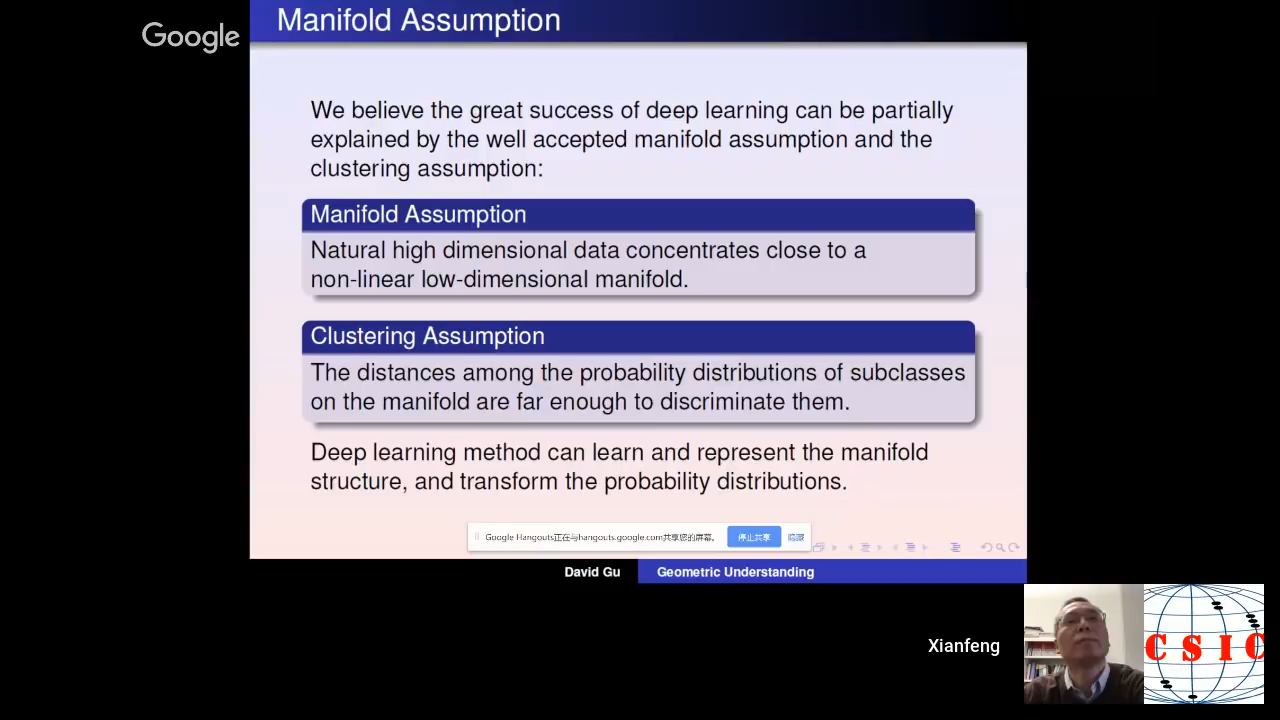 Google
Manifold Assumption
We believe the great success of deep learning can be partially
explained by the well accepted manifold assumption and the
clustering assumption:
Manifold Assumption
Natural high dimensional data concentrates close to a
non-linear low-dimensional manifold.
Clustering Assumption
The distances among the probability distributions of subclasses
on the manifold are far enough to discriminate them.
Deep learning method can learn and represent the manifold
structure, and transform the probability distributions.
Google Hangouts正在与hangouts.google.com共享您的屏幕。 停止共享 隐藏
David Gu Geometric Understanding
Xianfeng
CSIC